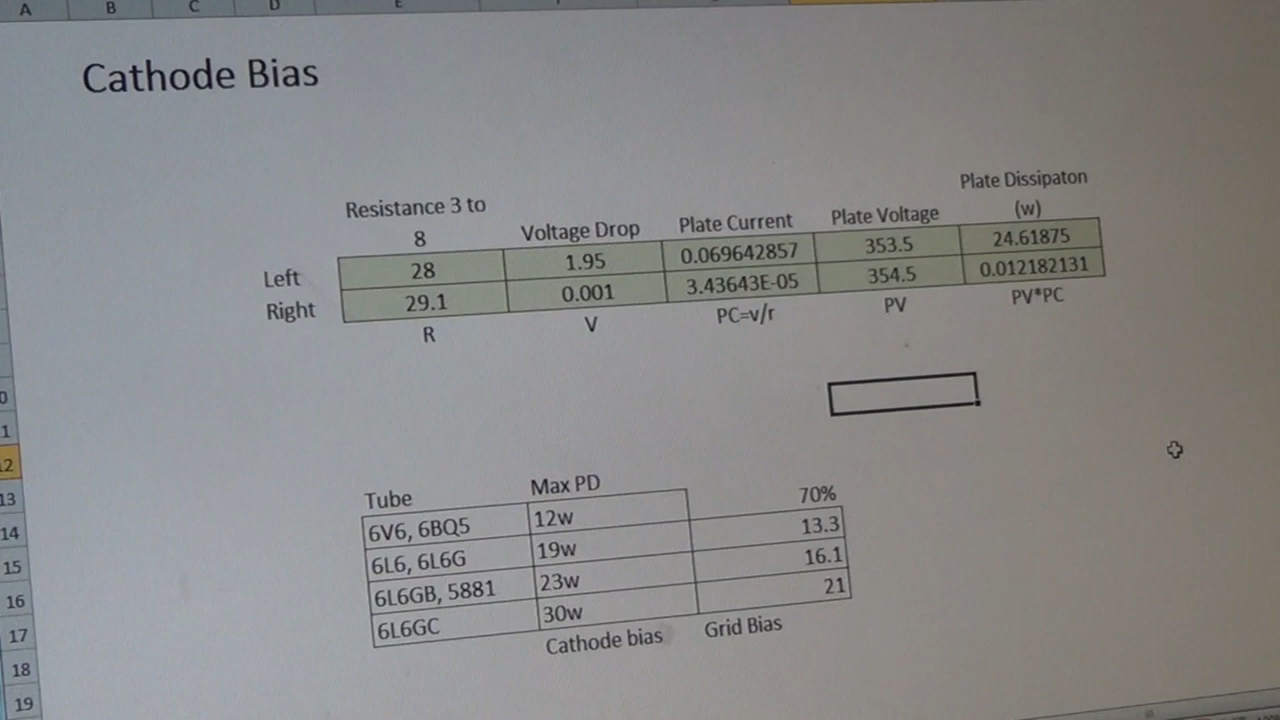 A B C D E
Cathode Bias
Plate Dissipaton
Resistance 3 to
8 Voltage Drop Plate Current Plate Voltage (w)
Left 28 1.95 0.069642857 353.5 24.61875
Right 29.1 0.001 3.43643E-05 354.5 0.012182131
R V PC=v/r PV PV*PC
Tube Max PD 70%
6V6, 6BQ5 12w
6L6, 6L6G 19w 13.3
6L6GB, 5881 23w 16.1
6L6GC 30w 21
Cathode bias Grid Bias
0
1
12
13
14
15
16
17
18
19